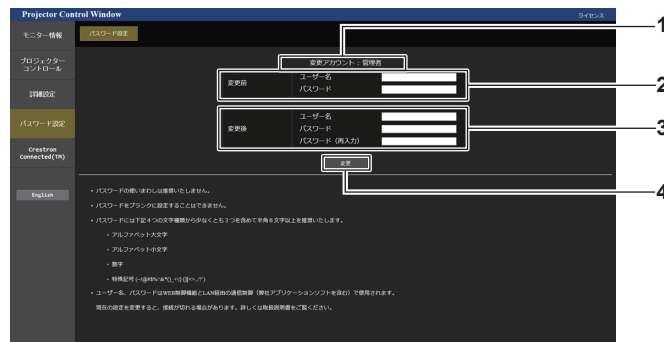 Projector Control Window
ライセンス
モニター情報
プロジェクター
コントロール
詳細設定
パスワード設定
Crestron
Connected(TM)
English
パスワード設定
変更アカウント：管理者
1
変更前
ユーザー名
パスワード
2
変更後
ユーザー名
パスワード
パスワード（再入力）
3
変更
4
・パスワードの使いまわしは推奨いたしません。
・パスワードをブランクに設定することはできません。
・パスワードには下記４つの文字種類から少なくとも３つを含めて半角８文字以上を推奨いたします。
・アルファベット大文字
・アルファベット小文字
・数字
・特殊記号
・ユーザー名、パスワードはWEB制御機能とLAN経由の通信制御（弊社アプリケーションソフトを含む）で使用されます。
現在の設定を変更すると、接続が切れる場合があります。詳しくは取扱説明書をご覧ください。